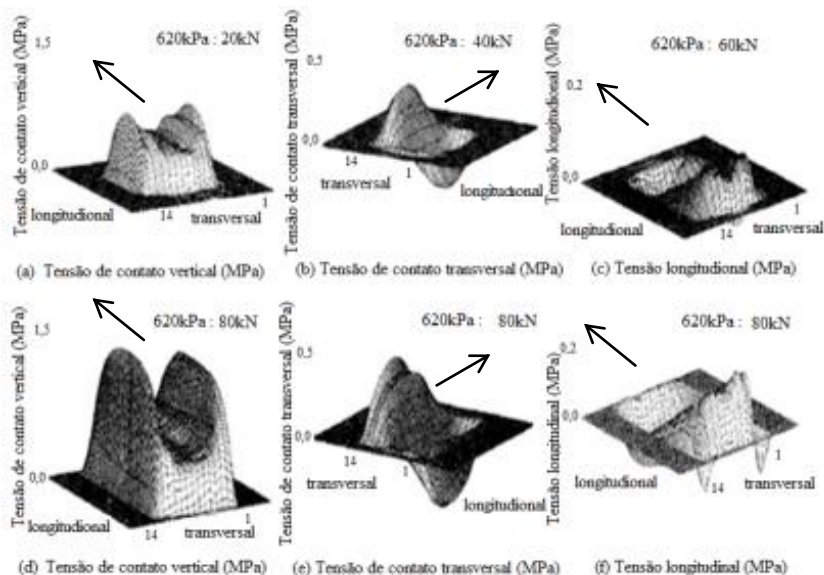 Tensão de contato vertical (MPa)
1,5
0,0
620kPa : 20kN
longitudional
14
transversal
1
(a) Tensão de contato vertical (MPa)
Tensão de contato transversal (MPa)
0,5
0,0
620kPa : 40kN
14
transversal
1
longitudional
(b) Tensão de contato transversal (MPa)
Tensão longitudional (MPa)
0,2
0,0
620kPa : 60kN
longitudional
14
transversal
1
(c) Tensão longitudional (MPa)
Tensão de contato vertical (MPa)
1,5
0,0
620kPa : 80kN
longitudional
14
transversal
1
(d) Tensão de contato vertical (MPa)
Tensão de contato transversal (MPa)
0,5
0,0
620kPa : 80kN
14
transversal
1
longitudional
(e) Tensão de contato transversal (MPa)
Tensão longitudinal (MPa)
0,2
0,0
620kPa : 80kN
longitudional
14
transversal
1
(f) Tensão longitudinal (MPa)